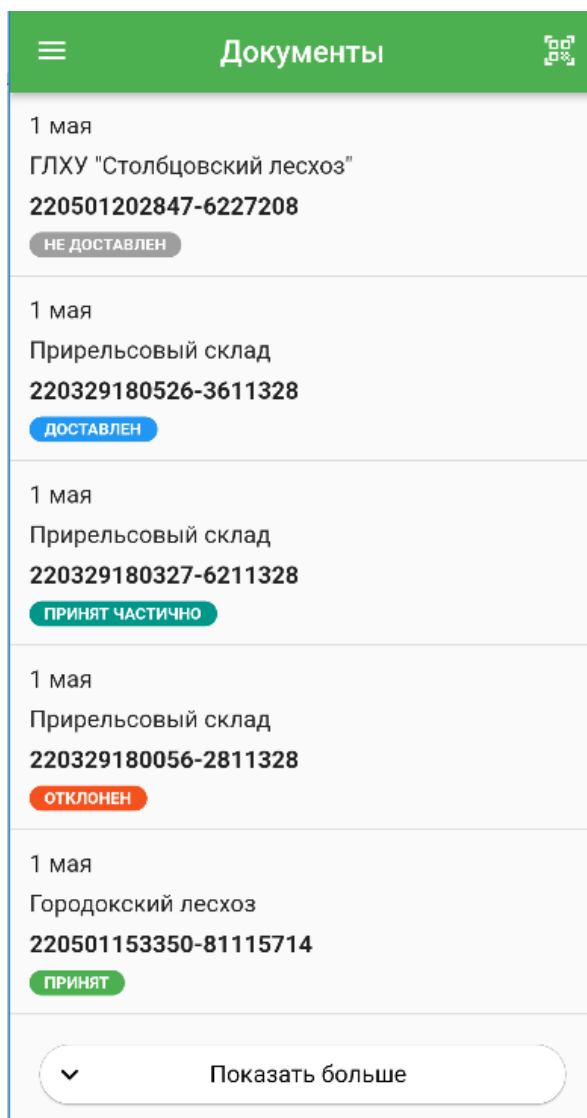 Документы
1 мая
ГЛХУ "Столбцовский лесхоз"
220501202847-6227208
НЕ ДОСТАВЛЕН
1 мая
Прирельсовый склад
220329180526-3611328
ДОСТАВЛЕН
1 мая
Прирельсовый склад
220329180327-6211328
ПРИНЯТ ЧАСТИЧНО
1 мая
Прирельсовый склад
220329180056-2811328
ОТКЛОНЕН
1 мая
Городокский лесхоз
220501153350-81115714
ПРИНЯТ
Показать больше